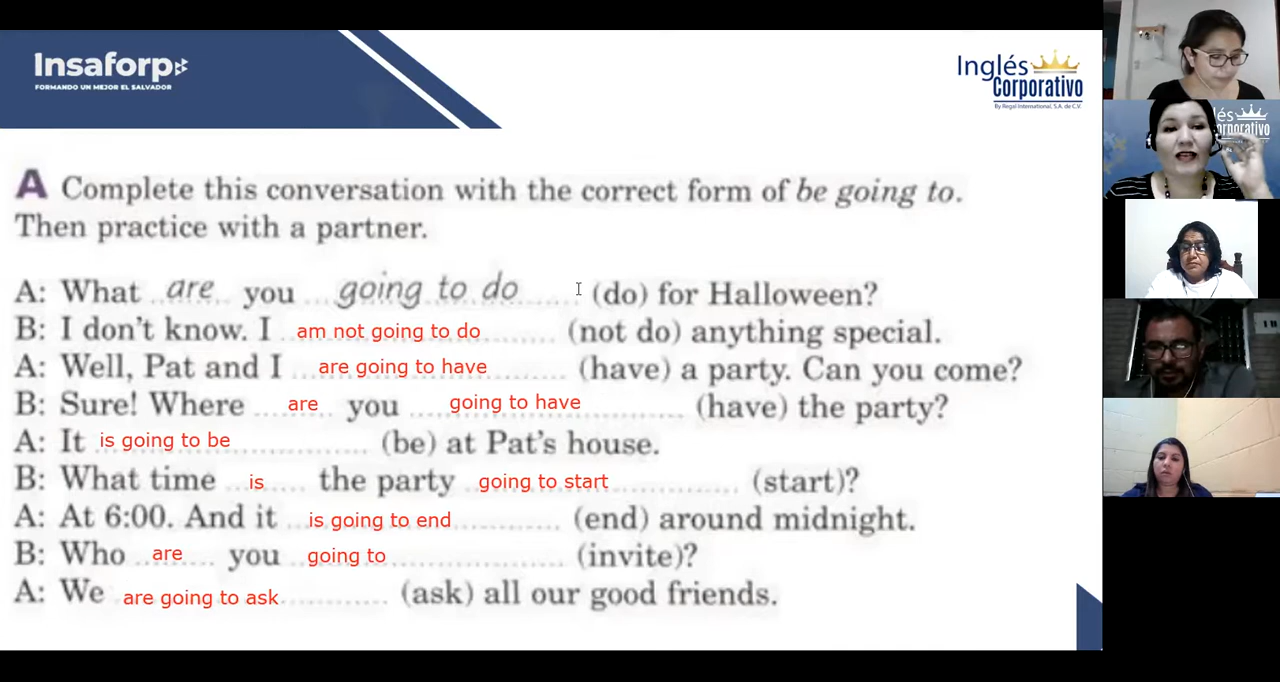 Insaforp
FORMANDO UN MEJOR EL SALVADOR
Inglés
Corporativo
By Regal International, S.A. de C.V.
A Complete this conversation with the correct form of be going to.
Then practice with a partner.
A: What are you going to do (do) for Halloween?
B: I don't know. I am not going to do (not do) anything special.
A: Well, Pat and I are going to have (have) a party. Can you come?
B: Sure! Where are you going to have (have) the party?
A: It is going to be (be) at Pat's house.
B: What time is the party going to start (start)?
A: At 6:00. And it is going to end (end) around midnight.
B: Who are you going to (invite)?
A: We are going to ask (ask) all our good friends.
lés
orporativo